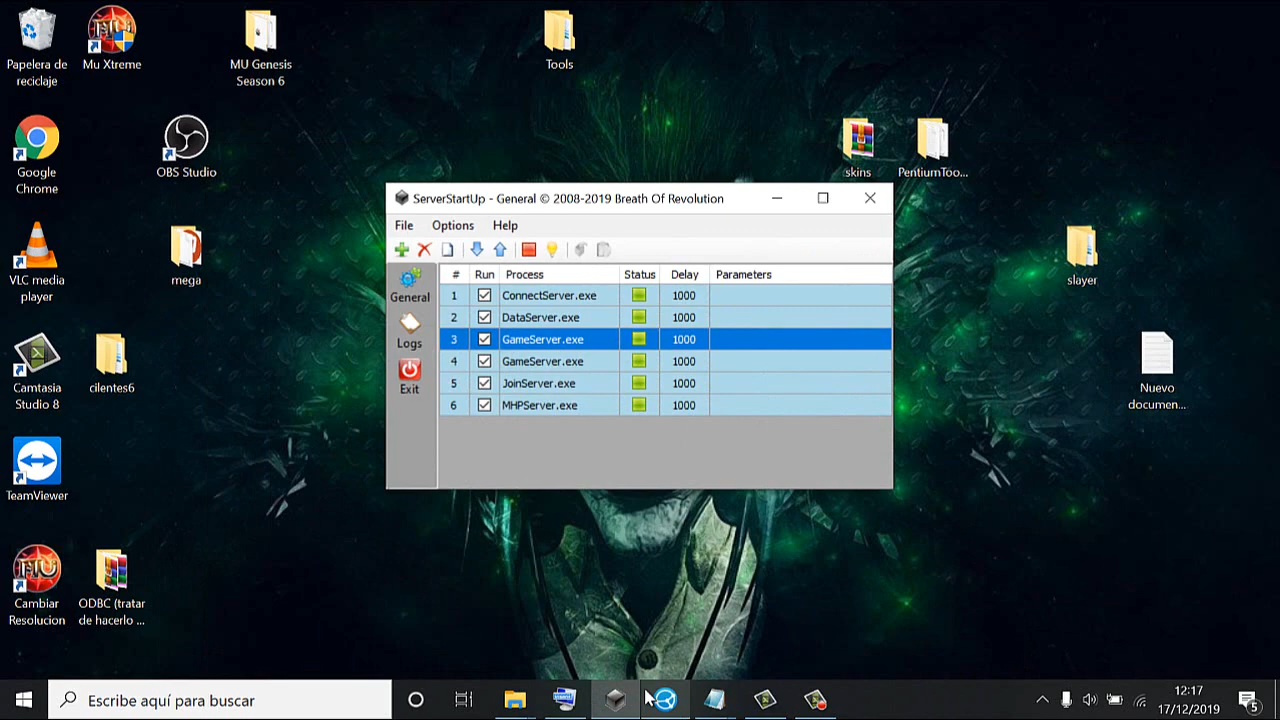 Papelera de
reciclaje
Mu Xtreme
MU Genesis
Season 6
Tools
Google
Chrome
OBS Studio
skins
PentiumToo...
ServerStartUp - General © 2008-2019 Breath Of Revolution
File Options Help
VLC media
player
mega
slayer
General
Logs
Exit
# Run Process Status Delay Parameters
1 ConnectServer.exe 1000
2 DataServer.exe 1000
3 GameServer.exe 1000
4 GameServer.exe 1000
5 JoinServer.exe 1000
6 MHPServer.exe 1000
Camtasia
Studio 8
cilentes6
Nuevo
documen...
TeamViewer
Cambiar
Resolucion
ODBC (tratar
de hacerlo ...
Escribe aquí para buscar
12:17
17/12/2019
5